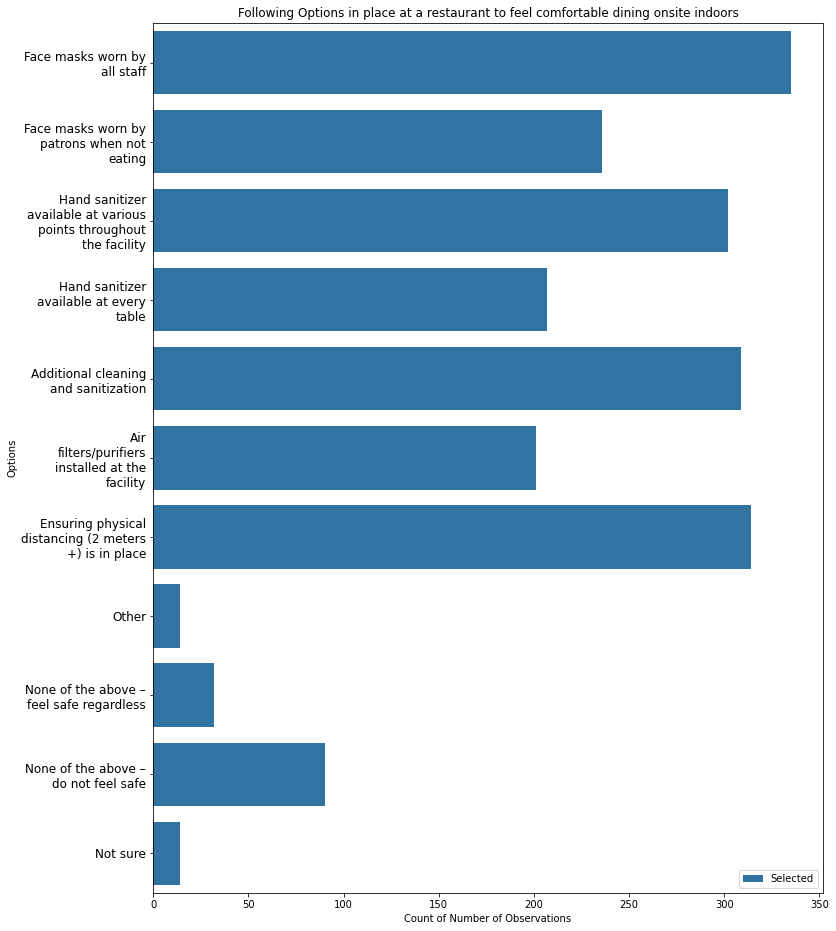 Following Options in place at a restaurant to feel comfortable dining onsite indoors
Face masks worn by
all staff
Face masks worn by
patrons when not
eating
Hand sanitizer
available at various
points throughout
the facility
Hand sanitizer
available at every
table
Additional cleaning
and sanitization
Air
filters/purifiers
installed at the
facility
Ensuring physical
distancing (2 meters
+) is in place
Other
None of the above –
feel safe regardless
None of the above –
do not feel safe
Not sure
Options
Selected
0 50 100 150 200 250 300 350
Count of Number of Observations